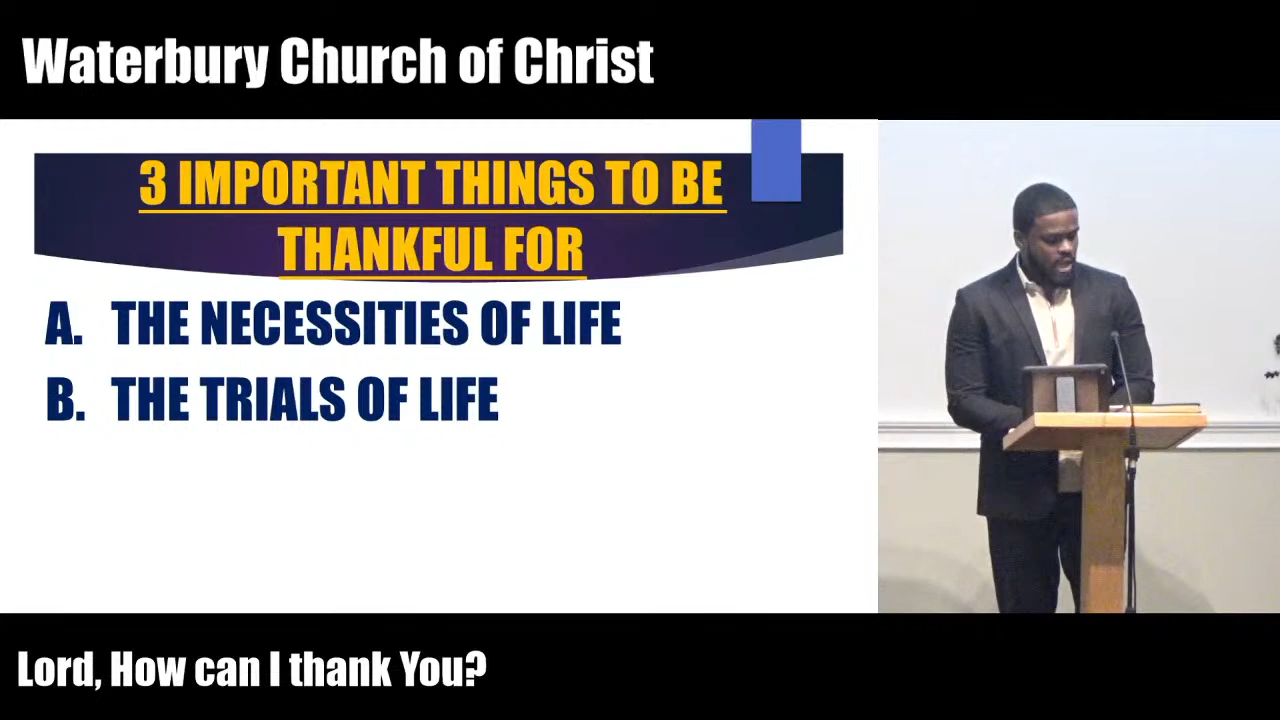 Waterbury Church of Christ
3 IMPORTANT THINGS TO BE
THANKFUL FOR
A. THE NECESSITIES OF LIFE
B. THE TRIALS OF LIFE
Lord, How can I thank You?